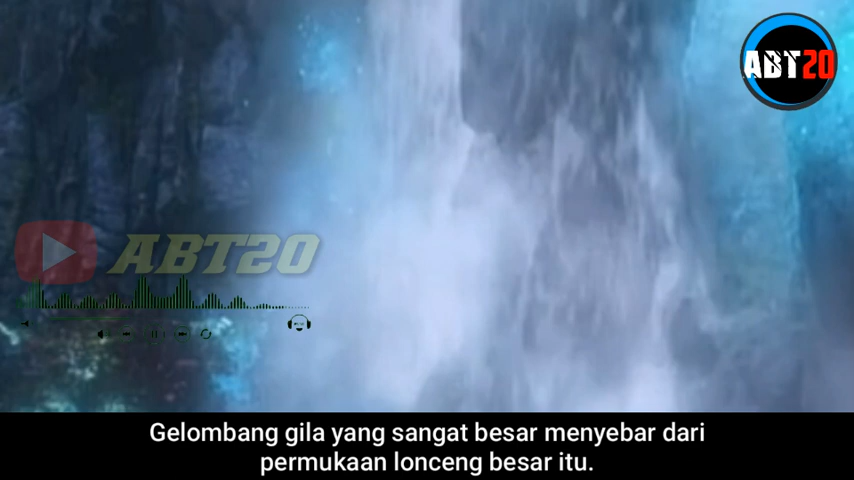 ABT20
ABT20
Gelombang gila yang sangat besar menyebar dari
permukaan lonceng besar itu.